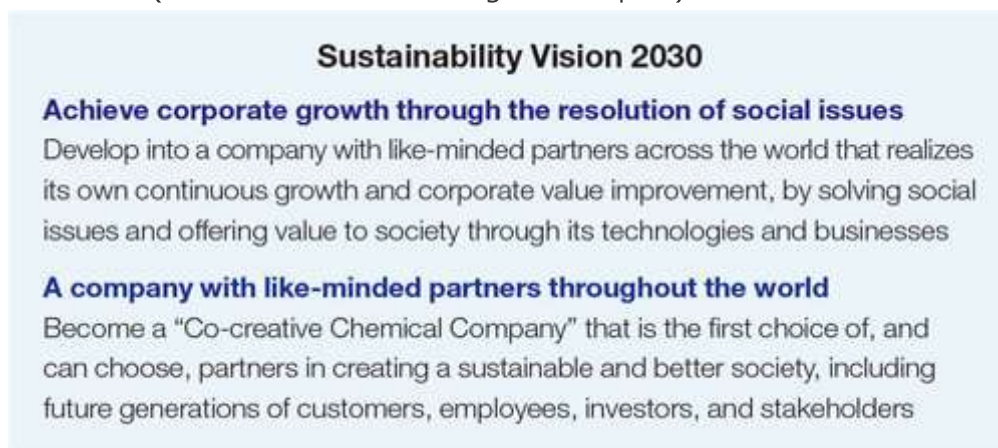 Sustainability Vision 2030
Achieve corporate growth through the resolution of social issues
Develop into a company with like-minded partners across the world that realizes
its own continuous growth and corporate value improvement, by solving social
issues and offering value to society through its technologies and businesses
A company with like-minded partners throughout the world
Become a “Co-creative Chemical Company” that is the first choice of, and
can choose, partners in creating a sustainable and better society, including
future generations of customers, employees, investors, and stakeholders